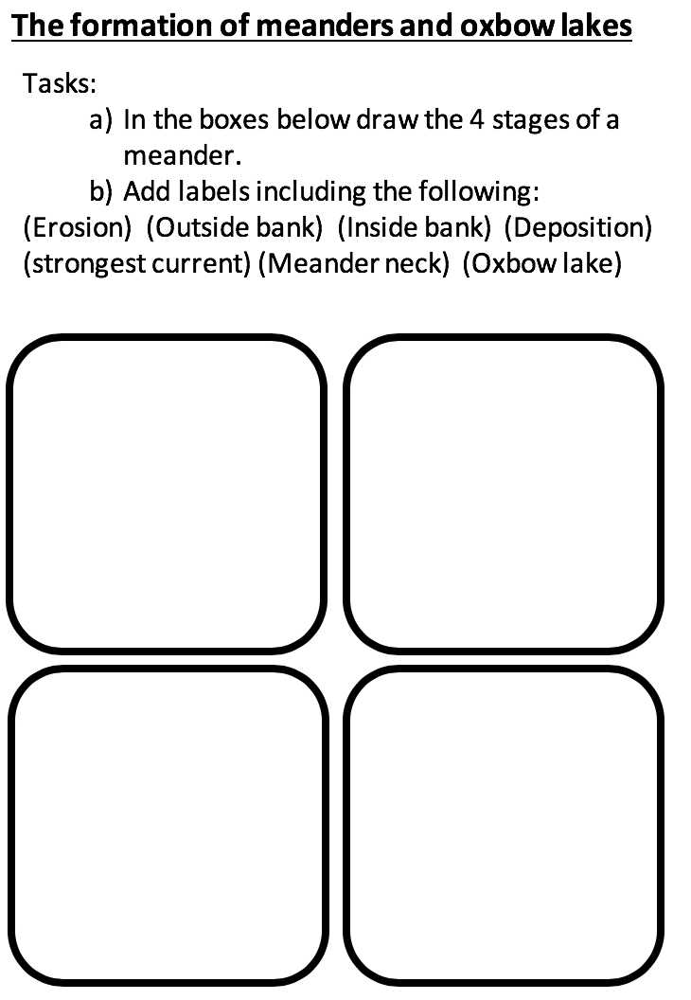 The formation of meanders and oxbow lakes
Tasks:
a) In the boxes below draw the 4 stages of a
meander.
b) Add labels including the following:
(Erosion) (Outside bank) (Inside bank) (Deposition)
(strongest current) (Meander neck) (Oxbow lake)